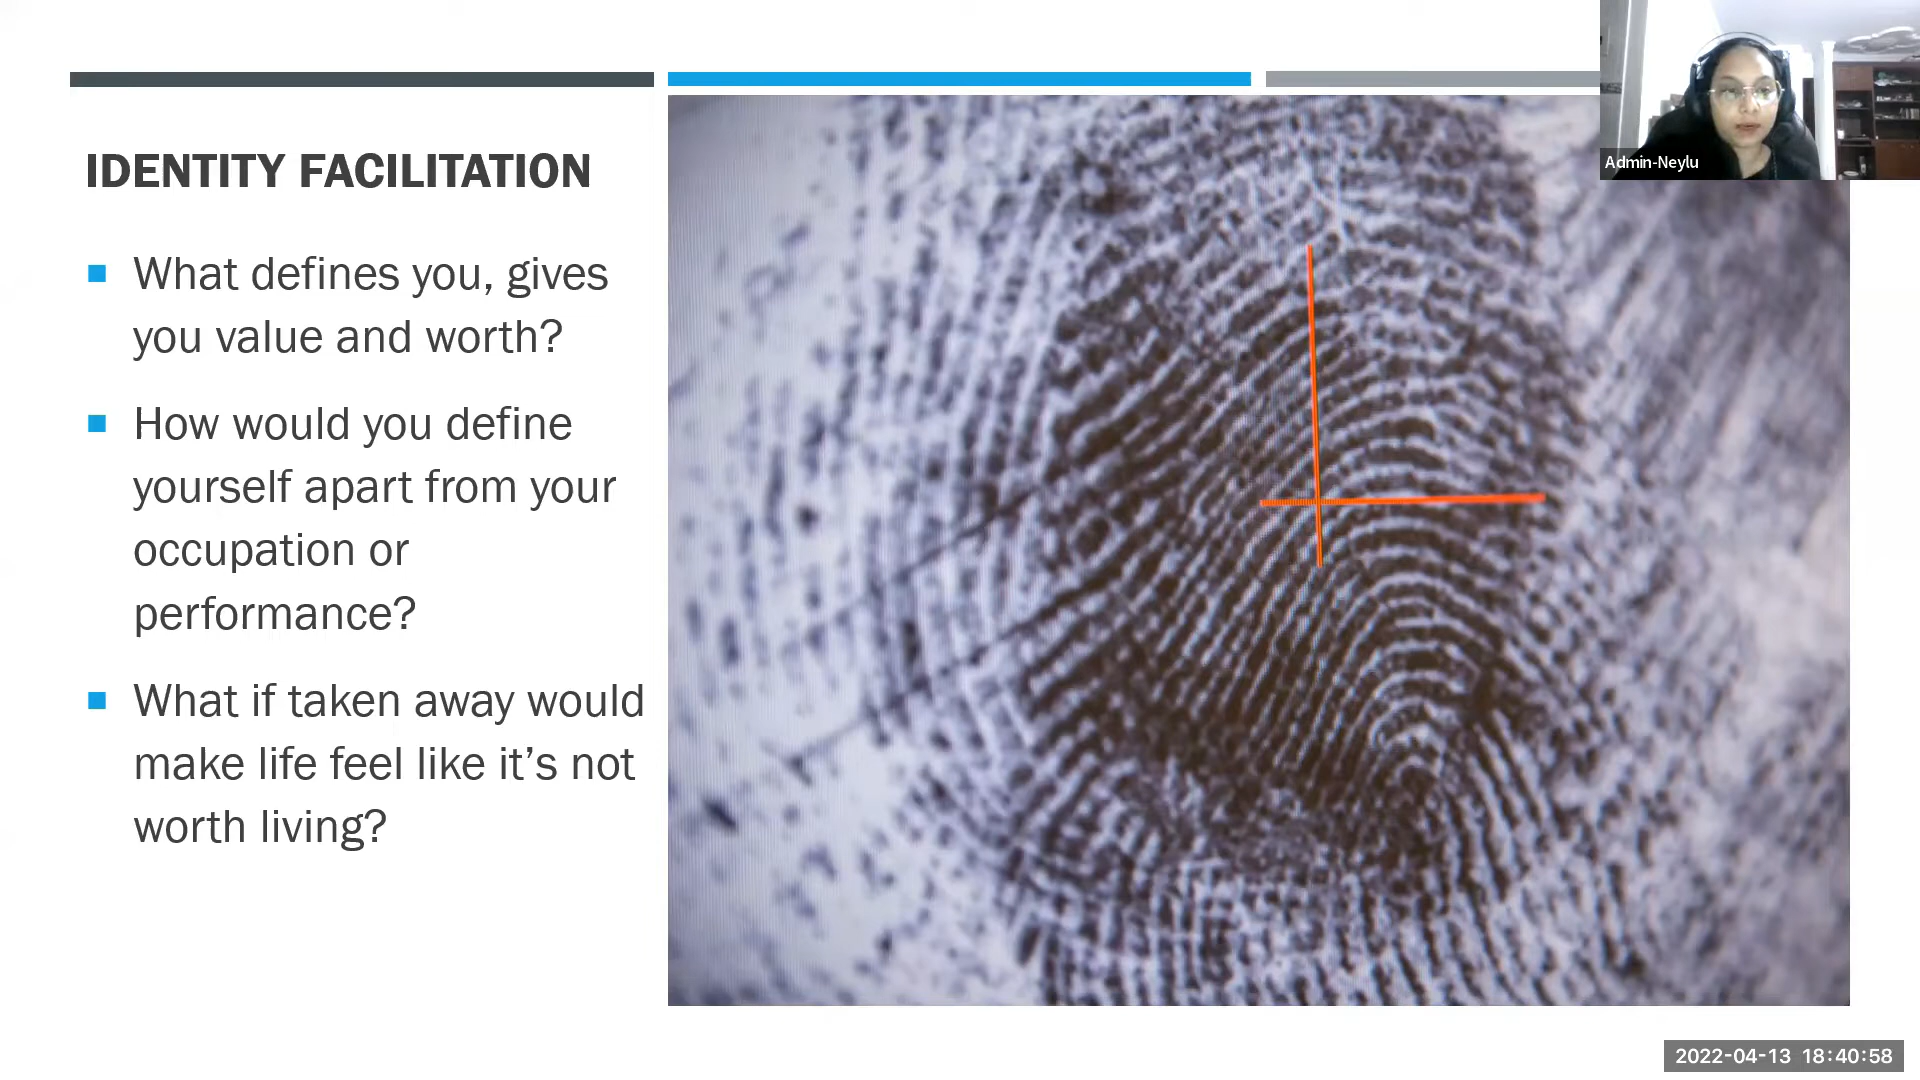 IDENTITY FACILITATION
What defines you, gives
you value and worth?
How would you define
yourself apart from your
occupation or
performance?
What if taken away would
make life feel like it’s not
worth living?
Admin-Neylu
2022-04-13 18:40:58